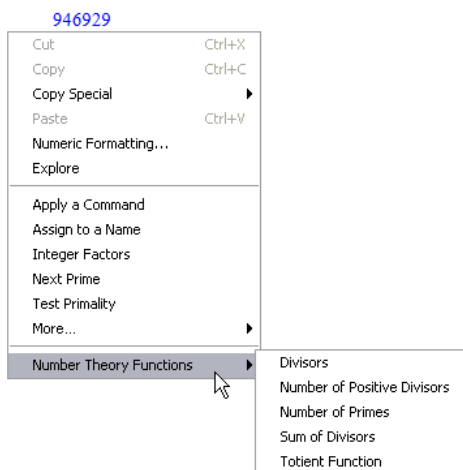 946929
Cut Ctrl+X
Copy Ctrl+C
Copy Special
Paste Ctrl+V
Numeric Formatting...
Explore
Apply a Command
Assign to a Name
Integer Factors
Next Prime
Test Primality
More...
Number Theory Functions
Divisors
Number of Positive Divisors
Number of Primes
Sum of Divisors
Totient Function